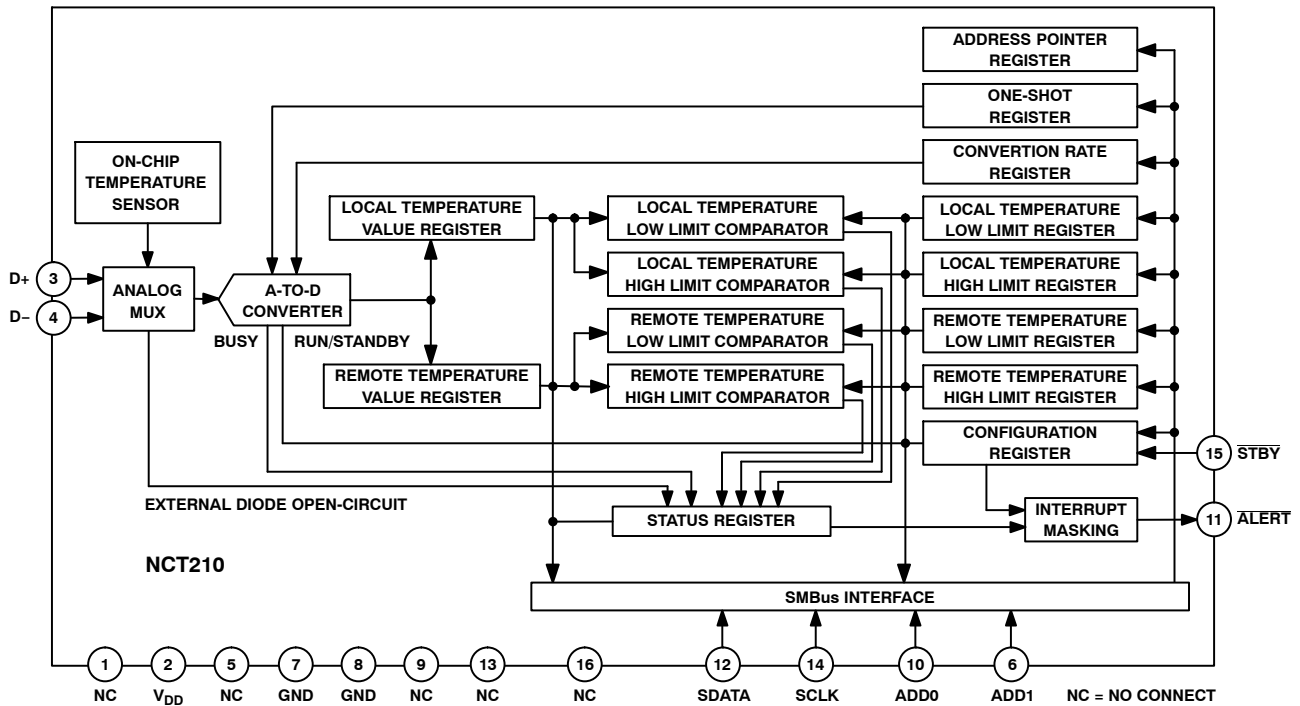 ADDRESS POINTER
REGISTER
ONE-SHOT
REGISTER
ON-CHIP
TEMPERATURE
SENSOR
CONVERTION RATE
REGISTER
LOCAL TEMPERATURE
VALUE REGISTER
LOCAL TEMPERATURE
LOW LIMIT COMPARATOR
LOCAL TEMPERATURE
LOW LIMIT REGISTER
D+
3
D−
4
ANALOG
MUX
A-TO-D
CONVERTER
LOCAL TEMPERATURE
HIGH LIMIT COMPARATOR
LOCAL TEMPERATURE
HIGH LIMIT REGISTER
BUSY
RUN/STANDBY
REMOTE TEMPERATURE
LOW LIMIT COMPARATOR
REMOTE TEMPERATURE
LOW LIMIT REGISTER
REMOTE TEMPERATURE
VALUE REGISTER
REMOTE TEMPERATURE
HIGH LIMIT COMPARATOR
REMOTE TEMPERATURE
HIGH LIMIT REGISTER
CONFIGURATION
REGISTER
15
STBY
EXTERNAL DIODE OPEN-CIRCUIT
STATUS REGISTER
INTERRUPT
MASKING
11
ALERT
NCT210
SMBus INTERFACE
1
2
5
7
8
9
13
16
12
14
10
6
NC
VDD
NC
GND
GND
NC
NC
NC
SDATA
SCLK
ADD0
ADD1
NC = NO CONNECT